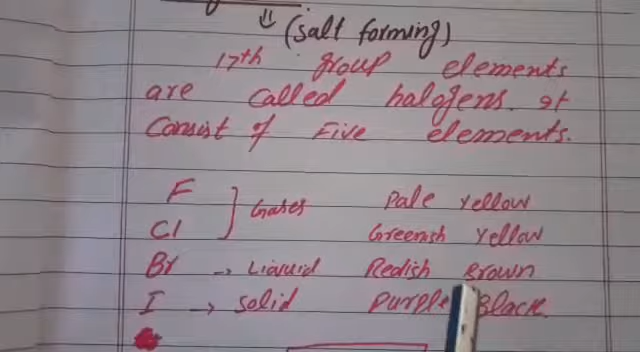 (salt forming)
17th group elements
are called halogens. It
Consist of Five elements.
F Gases Pale Yellow
Cl Greenish Yellow
Br → Liquid Redish Brown
I → Solid Purple Black